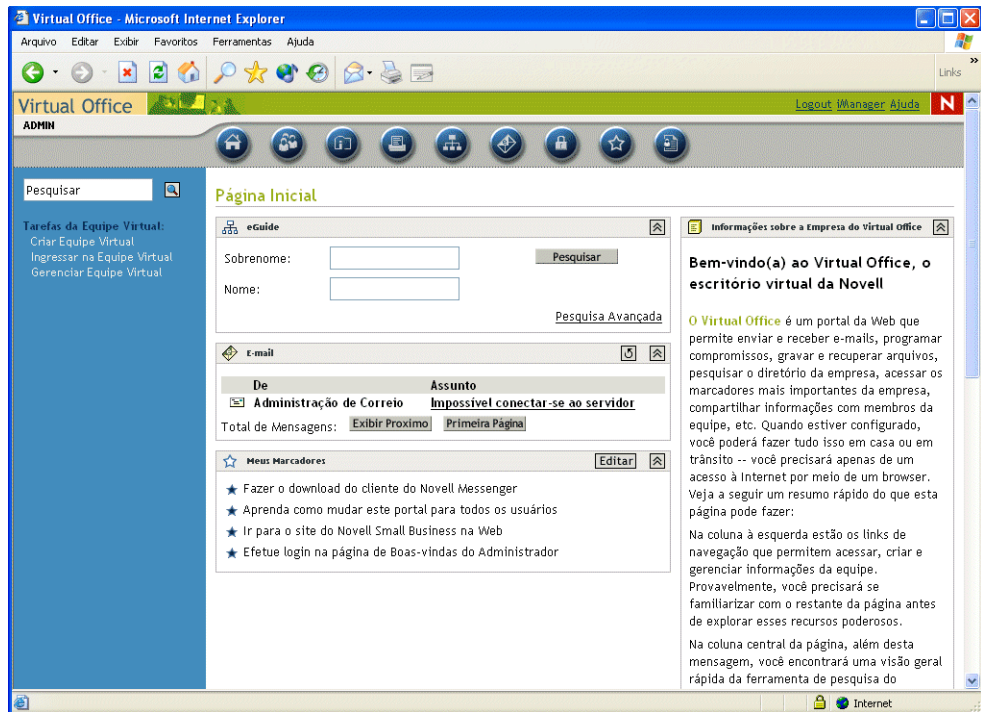 Virtual Office - Microsoft Internet Explorer
Arquivo Editar Exibir Favoritos Ferramentas Ajuda
Links
Virtual Office
Logout iManager Ajuda
N
ADMIN
Pesquisar
Tarefas da Equipe Virtual:
Criar Equipe Virtual
Ingressar na Equipe Virtual
Gerenciar Equipe Virtual
Página Inicial
eGuide
Sobrenome:
Pesquisar
Nome:
Pesquisa Avançada
E-mail
De Assunto
Administração de Correio Impossível conectar-se ao servidor
Total de Mensagens: Exibir Proximo Primeira Página
Meus Marcadores Editar
Fazer o download do cliente do Novell Messenger
Aprenda como mudar este portal para todos os usuários
Ir para o site do Novell Small Business na Web
Efetue login na página de Boas-vindas do Administrador
Informações sobre a Empresa do Virtual Office
Bem-vindo(a) ao Virtual Office, o
escritório virtual da Novell
O Virtual Office é um portal da Web que
permite enviar e receber e-mails, programar
compromissos, gravar e recuperar arquivos,
pesquisar o diretório da empresa, acessar os
marcadores mais importantes da empresa,
compartilhar informações com membros da
equipe, etc. Quando estiver configurado,
você poderá fazer tudo isso em casa ou em
trânsito -- você precisará apenas de um
acesso à Internet por meio de um browser.
Veja a seguir um resumo rápido do que esta
página pode fazer:
Na coluna à esquerda estão os links de
navegação que permitem acessar, criar e
gerenciar informações da equipe.
Provavelmente, você precisará se
familiarizar com o restante da página antes
de explorar esses recursos poderosos.
Na coluna central da página, além desta
mensagem, você encontrará uma visão geral
rápida da ferramenta de pesquisa do
Internet